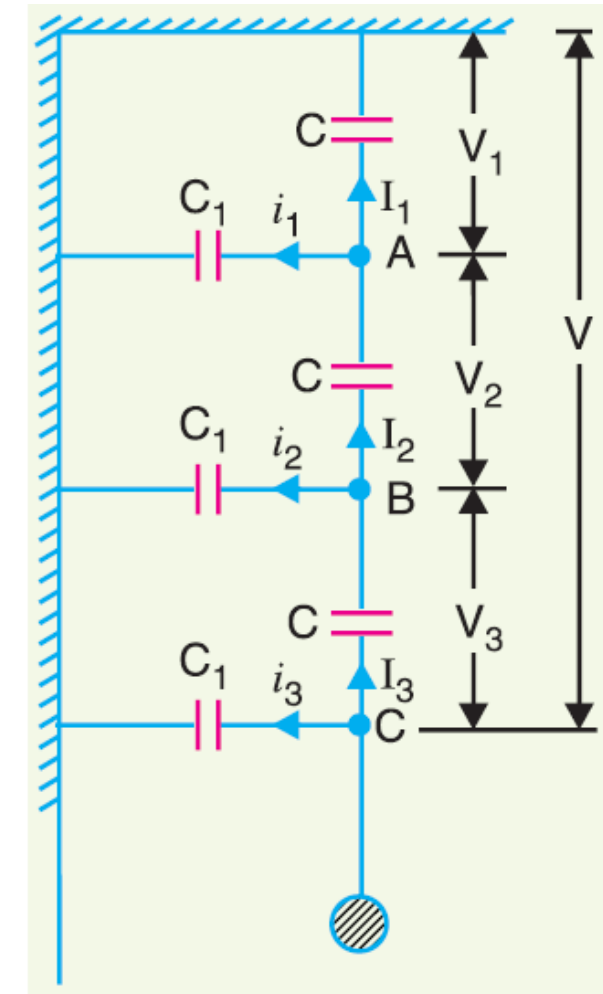 C
V₁
C₁ i₁ I₁
A
V
C
V₂
C₁ i₂ I₂
B
C
V₃
C₁ i₃ I₃
C